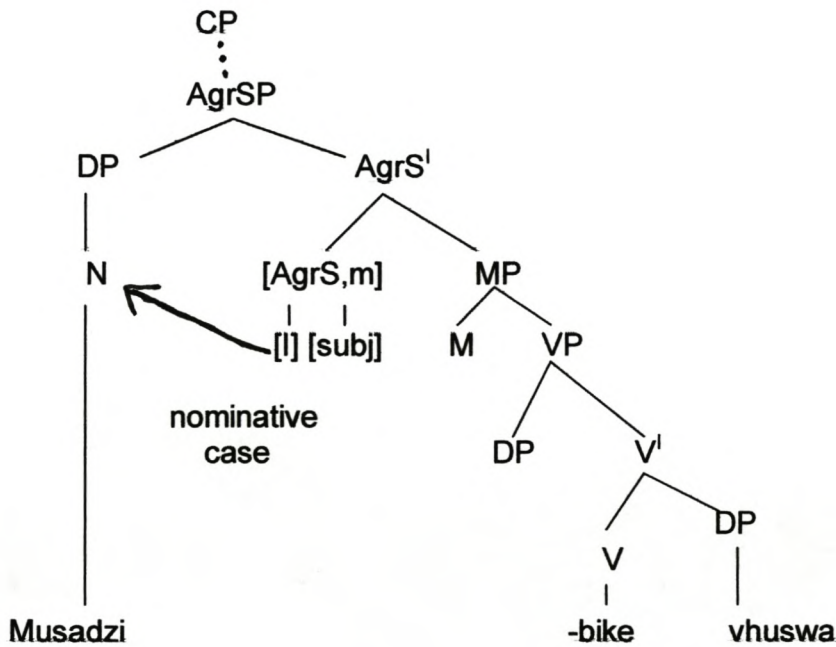 CP
AgrSP
DP AgrS^I
N [AgrS,m] MP
[I] [subj] M VP
nominative
case
DP V^I
V DP
Musadzi -bike vhuswa